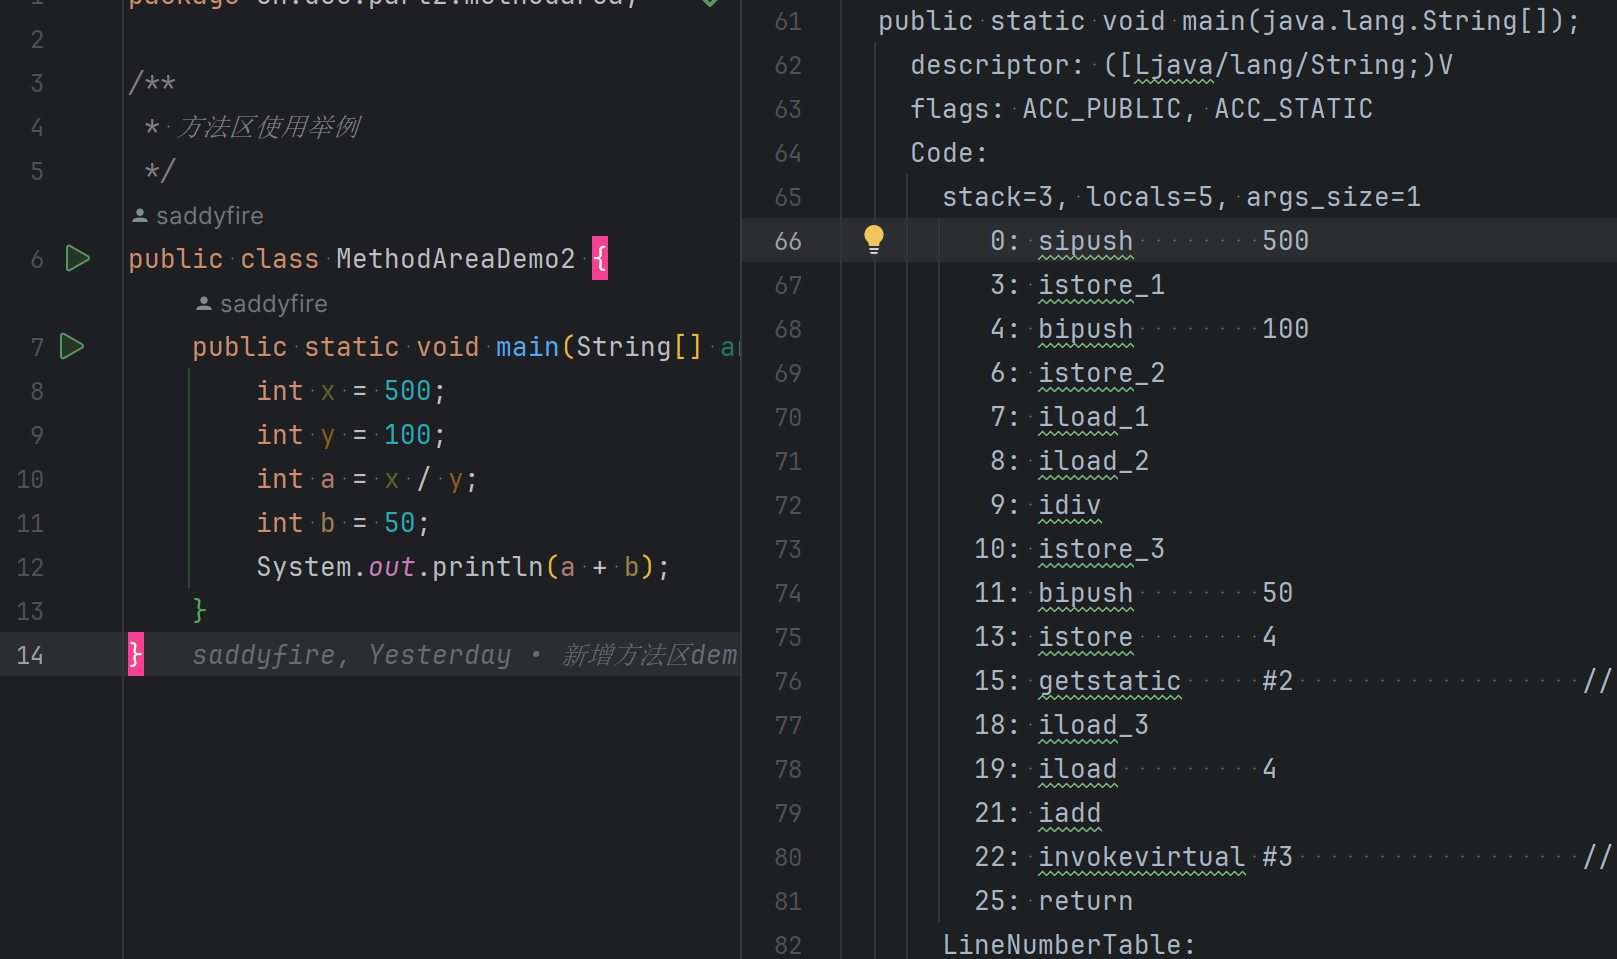 1
2
3 /**
4 * 方法区使用举例
5 */
saddyfire
6 public class MethodAreaDemo2 {
saddyfire
7 public static void main(String[]
8 int x = 500;
9 int y = 100;
10 int a = x / y;
11 int b = 50;
12 System.out.println(a + b);
13 }
14 } saddyfire, Yesterday • 新增方法区dem
61 public static void main(java.lang.String[]);
62 descriptor: ([Ljava/lang/String;)V
63 flags: ACC_PUBLIC, ACC_STATIC
64 Code:
65 stack=3, locals=5, args_size=1
66 0: sipush 500
67 3: istore_1
68 4: bipush 100
69 6: istore_2
70 7: iload_1
71 8: iload_2
72 9: idiv
73 10: istore_3
74 11: bipush 50
75 13: istore 4
76 15: getstatic #2 //
77 18: iload_3
78 19: iload 4
79 21: iadd
80 22: invokevirtual #3 //
81 25: return
82 LineNumberTable: